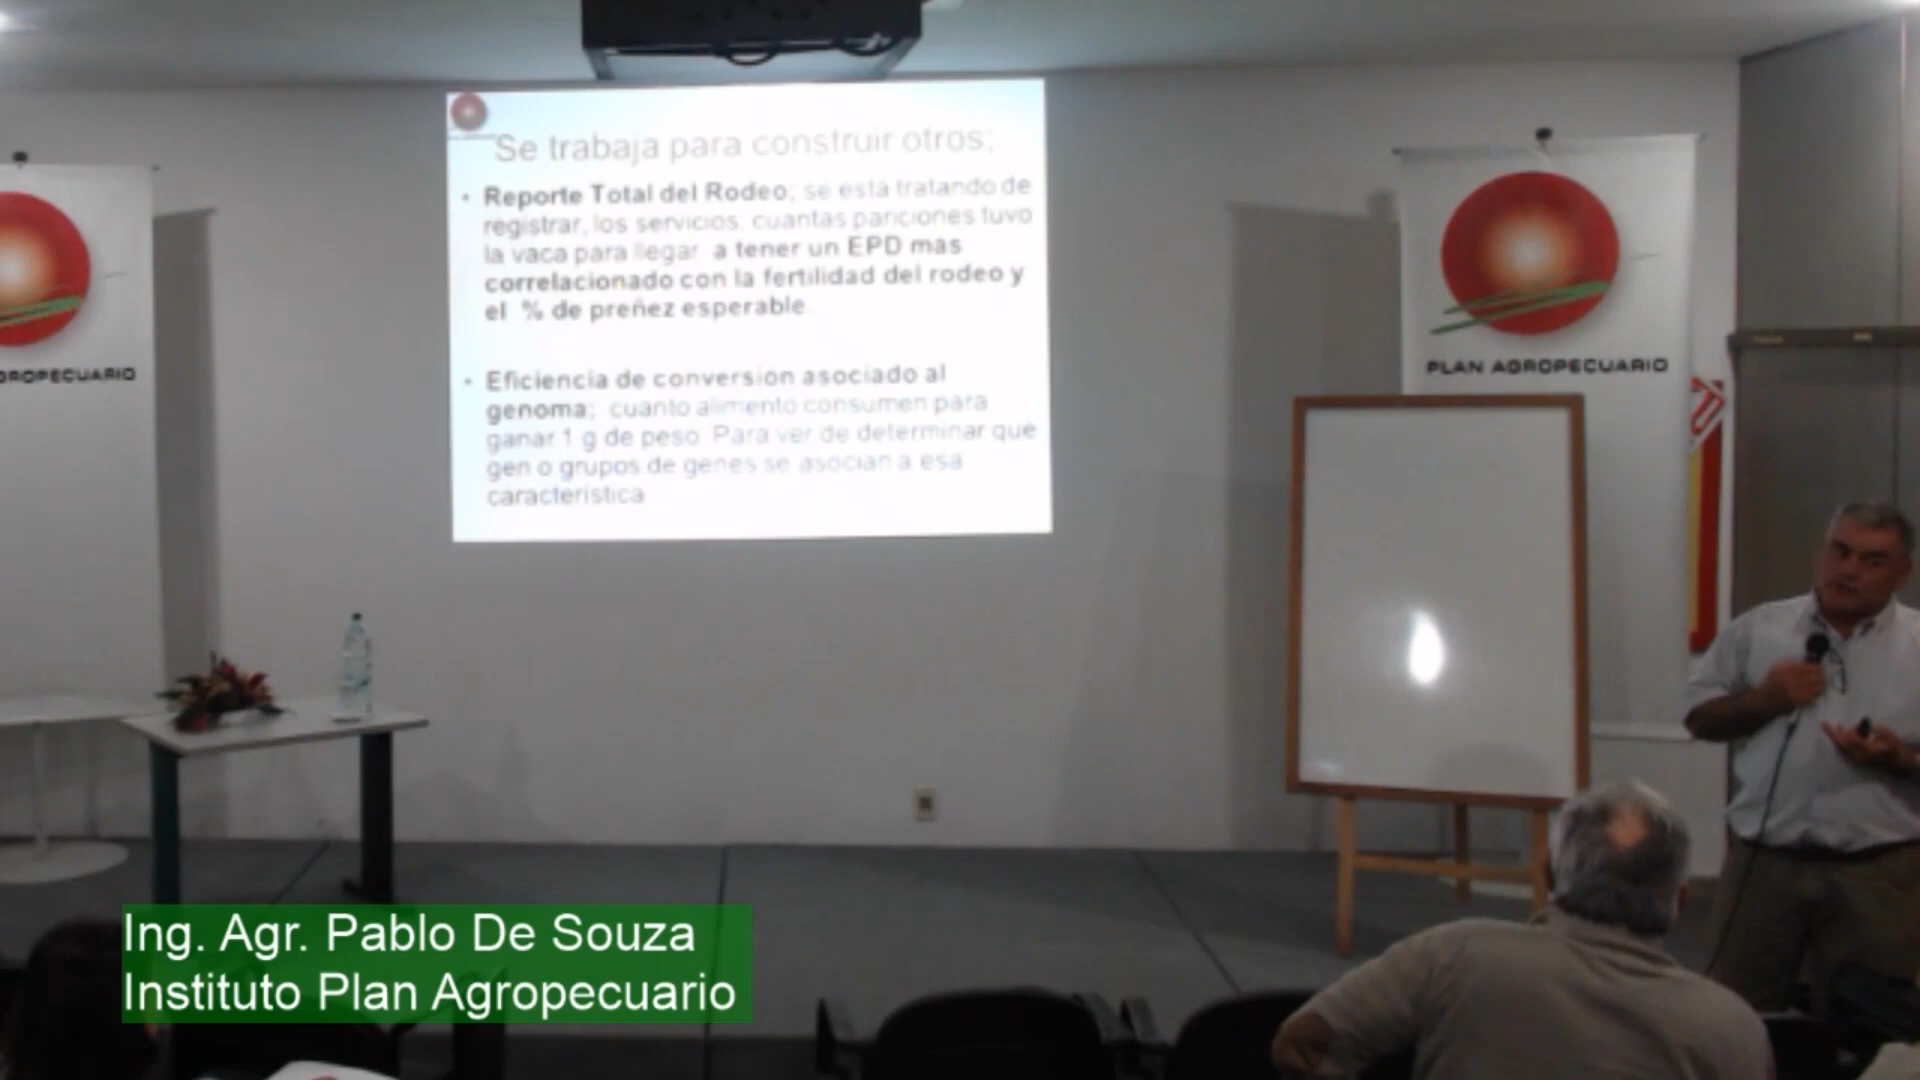 Se trabaja para construir otros;
• Reporte Total del Rodeo; se esta tratando de
registrar, los servicios, cuantas pariciones tuvo
la vaca para llegar a tener un EPD mas
correlacionado con la fertilidad del rodeo y
el % de preñez esperable.
• Eficiencia de conversion asociado al
genoma; cuanto alimento consumen para
ganar 1 g de peso. Para ver de determinar que
gen o grupos de genes se asocian a esa
característica
PLAN AGROPECUARIO
OROPECUARIO
Ing. Agr. Pablo De Souza
Instituto Plan Agropecuario